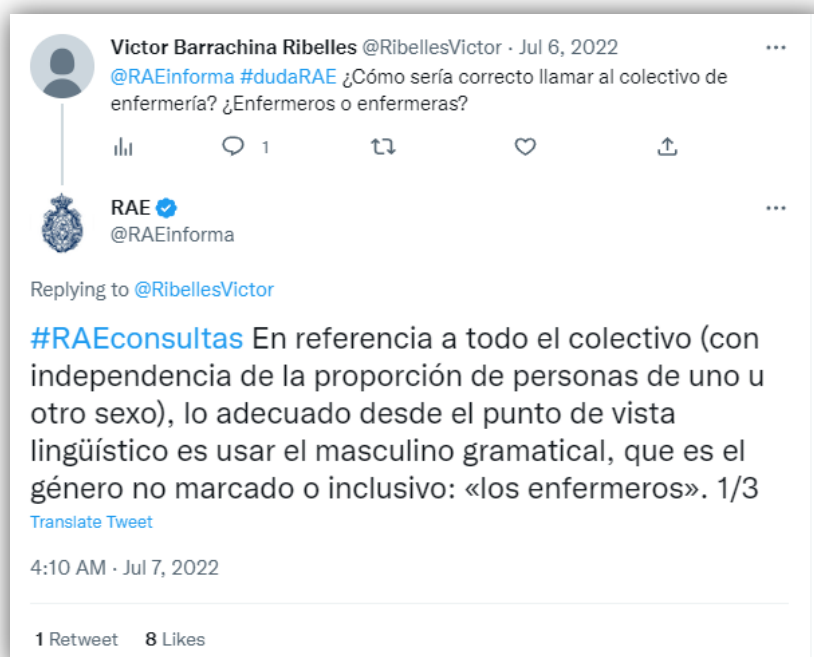 Victor Barrachina Ribelles @RibellesVictor · Jul 6, 2022
@RAEinforma #dudaRAE ¿Cómo sería correcto llamar al colectivo de
enfermería? ¿Enfermeros o enfermeras?
1
RAE
@RAEinforma
Replying to @RibellesVictor
#RAEconsultas En referencia a todo el colectivo (con
independencia de la proporción de personas de uno u
otro sexo), lo adecuado desde el punto de vista
lingüístico es usar el masculino gramatical, que es el
género no marcado o inclusivo: «los enfermeros». 1/3
Translate Tweet
4:10 AM · Jul 7, 2022
1 Retweet 8 Likes